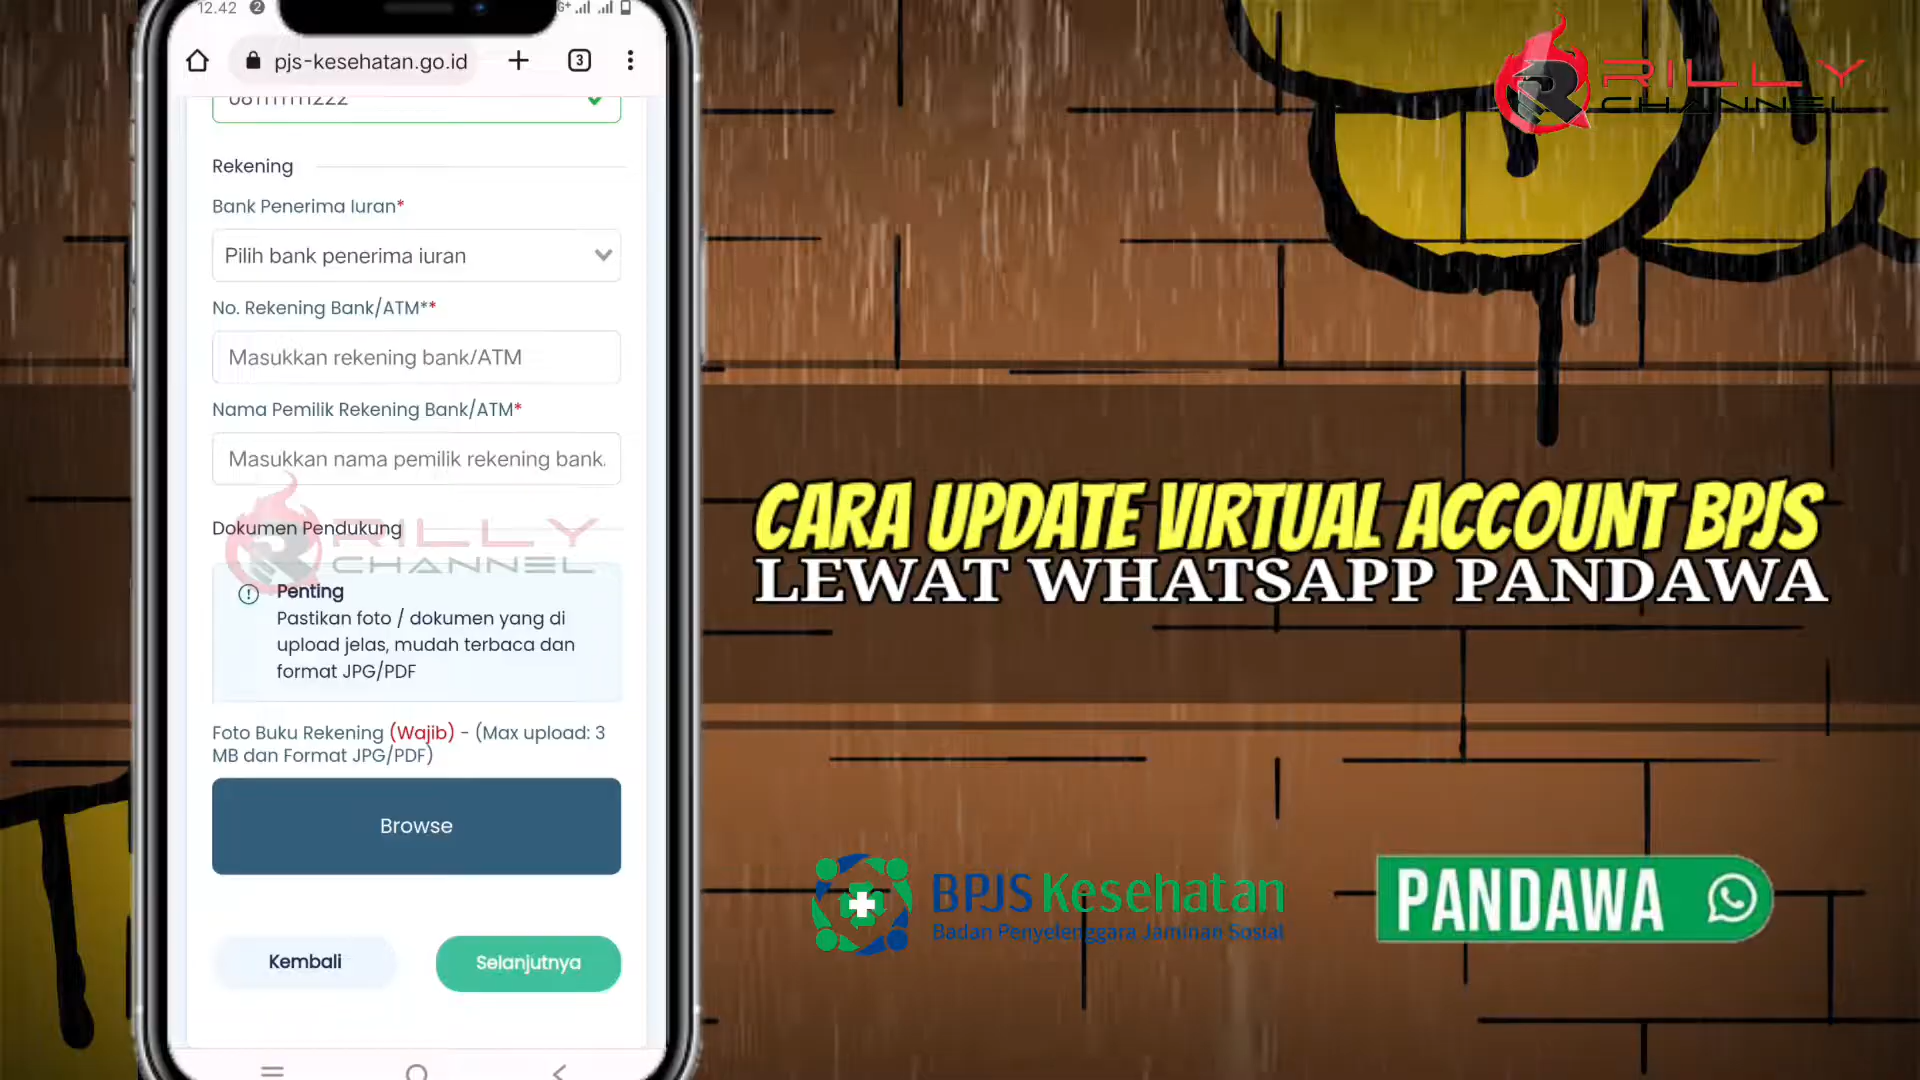 12.42 2
G+
pjs-kesehatan.go.id
3
Rekening
Bank Penerima Iuran*
Pilih bank penerima iuran
No. Rekening Bank/ATM**
Masukkan rekening bank/ATM
Nama Pemilik Rekening Bank/ATM*
Masukkan nama pemilik rekening bank.
Dokumen Pendukung
RILLY
CHANNEL
Penting
Pastikan foto / dokumen yang di
upload jelas, mudah terbaca dan
format JPG/PDF
Foto Buku Rekening (Wajib) - (Max upload: 3
MB dan Format JPG/PDF)
Browse
Kembali
Selanjutnya
RILLY
CHANNEL
CARA UPDATE VIRTUAL ACCOUNT BPJS
LEWAT WHATSAPP PANDAWA
BPJS Kesehatan
Badan Penyelenggara Jaminan Sosial
PANDAWA